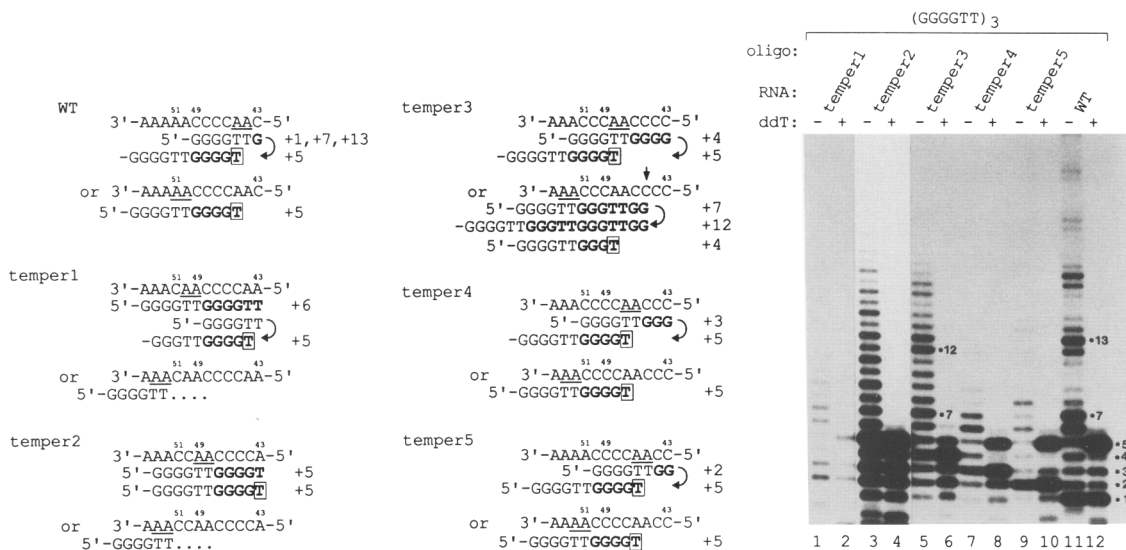 WT
51 49 43
3'-AAAAACCCCAAC-5'
5'-GGGGTTG +1,+7,+13
-GGGGTTGGGGT +5
or 3'-AAAAACCCCAAC-5'
5'-GGGGTTGGGGT +5
temper1
51 49 43
3'-AAACAACCCCAA-5'
5'-GGGGTTGGGGTT +6
5'-GGGGTT
-GGGTTGGGGT +5
or 3'-AAACAACCCCAA-5'
5'-GGGGTT....
temper2
51 49 43
3'-AAACCAACCCCA-5'
5'-GGGGTTGGGGT +5
5'-GGGGTTGGGGT +5
51 49 43
or 3'-AAACCAACCCCA-5'
5'-GGGGTT....
temper3
51 49 43
3'-AAACCCAACCCC-5'
5'-GGGGTTGGGG +4
-GGGGTTGGGGT +5
51 49 43
or 3'-AAACCCAACCCC-5'
5'-GGGGTTGGGTTGG +7
-GGGGTTGGGTTGGGTTGG +12
5'-GGGGTTGGGT +4
temper4
51 49 43
3'-AAACCCCAACCC-5'
5'-GGGGTTGGG +3
-GGGGTTGGGGT +5
51 49 43
or 3'-AAACCCCAACCC-5'
5'-GGGGTTGGGGT +5
temper5
51 49 43
3'-AAAACCCCAACC-5'
5'-GGGGTTGG +2
5'-GGGGTTGGGGT +5
51 49 43
or 3'-AAAACCCCAACC-5'
5'-GGGGTTGGGGT +5
(GGGGTT)3
oligo:
RNA: temper1 temper2 temper3 temper4 temper5 WT
ddT: - + - + - + - + - + - +
•12 •13
•7 •7
•5
•4
•3
•2
•1
1 2 3 4 5 6 7 8 9 10 11 12